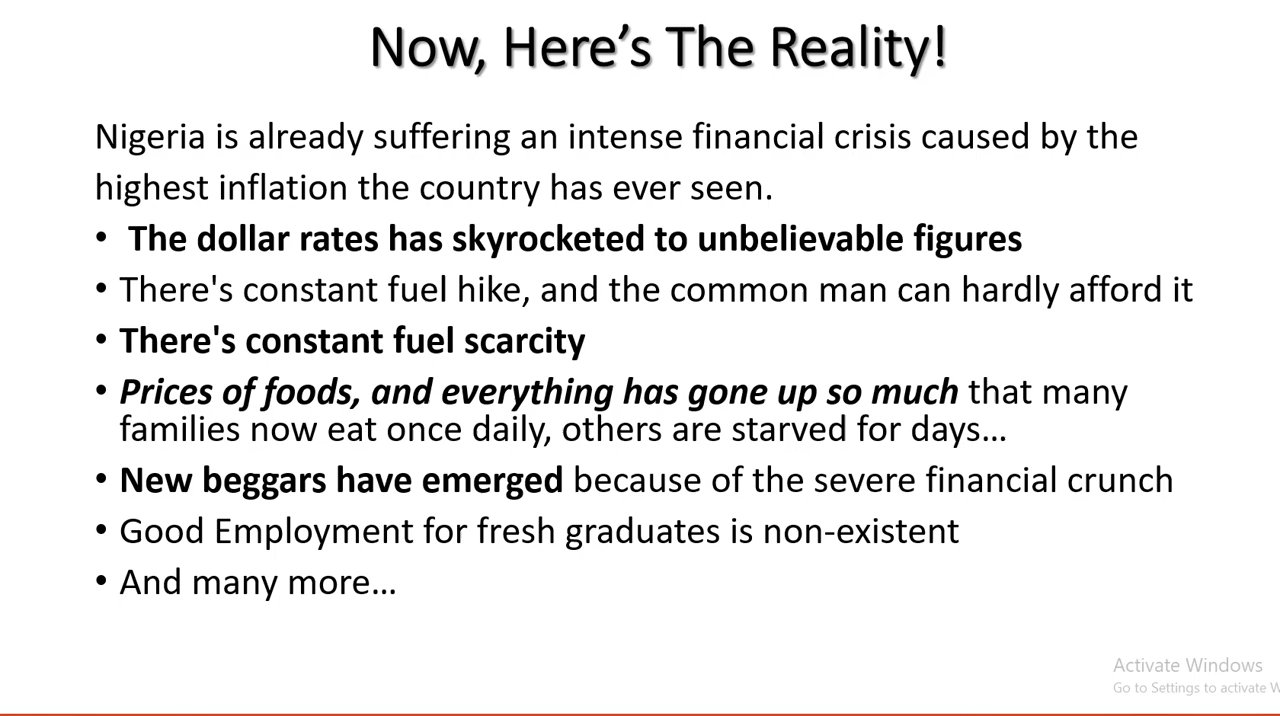 Now, Here’s The Reality!
Nigeria is already suffering an intense financial crisis caused by the
highest inflation the country has ever seen.
• The dollar rates has skyrocketed to unbelievable figures
• There's constant fuel hike, and the common man can hardly afford it
• There's constant fuel scarcity
• Prices of foods, and everything has gone up so much that many
families now eat once daily, others are starved for days…
• New beggars have emerged because of the severe financial crunch
• Good Employment for fresh graduates is non-existent
• And many more…
Activate Windows
Go to Settings to activate W